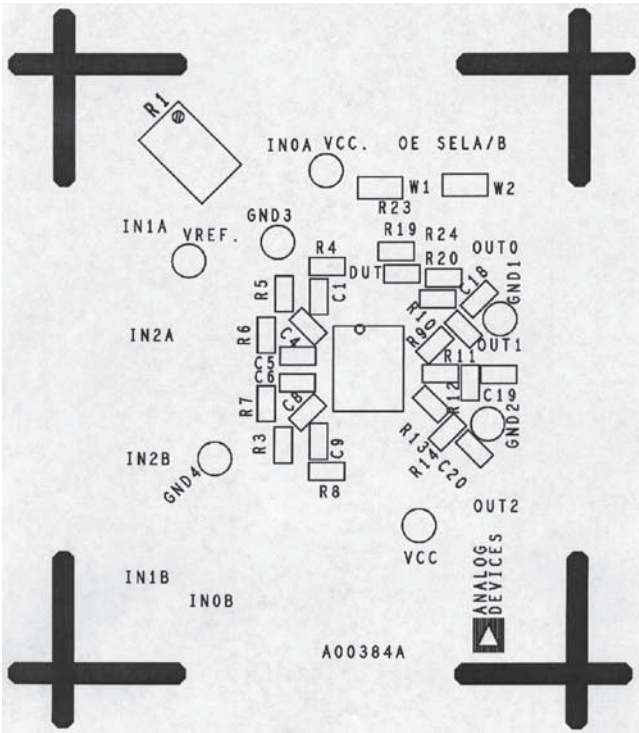 R1
IN0A VCC. OE SELA/B
W1 W2
R23
GND3
IN1A VREF.
R19 R24
OUT0
R4
DUT
R20
C18
GND1
R5
C1
R10
R9
IN2A
R6
C4
OUT1
C5
C6
R11
R12
C19
R7
C8
GND2
R3
C9
R13
R14
C20
IN2B
GND4
R8
OUT2
VCC
ANALOG
DEVICES
IN1B
IN0B
A00384A